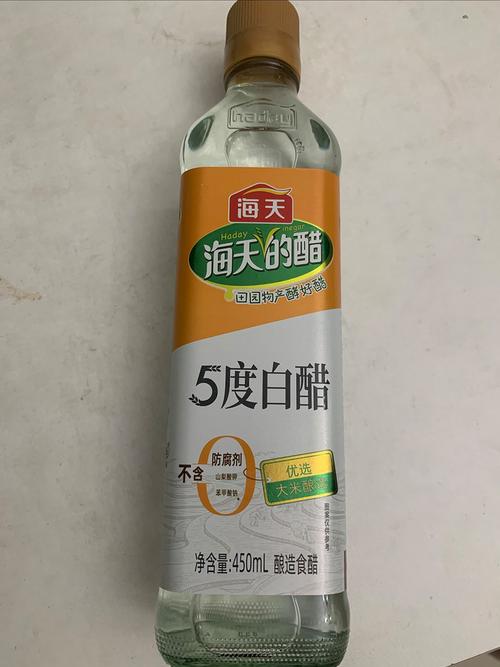 haday
海天
Haday Vinegar
海天的醋
田园物产酵好醋
5度白醋
不含
0
防腐剂
山梨酸钾
苯甲酸钠
优选
大米酿造
图案仅供参考
净含量:450mL 酿造食醋